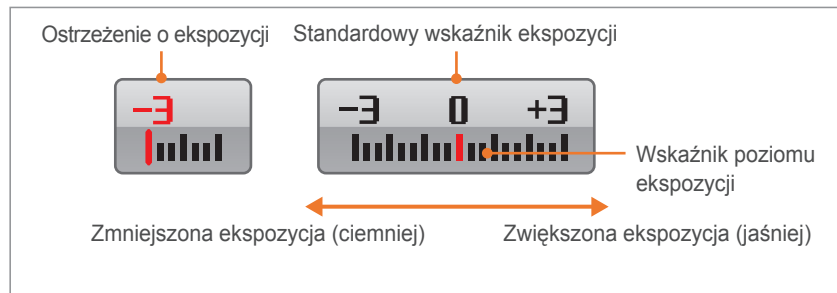 Ostrzeżenie o ekspozycji
Standardowy wskaźnik ekspozycji
-3
-3 0 +3
Wskaźnik poziomu
ekspozycji
Zmniejszona ekspozycja (ciemniej)
Zwiększona ekspozycja (jaśniej)